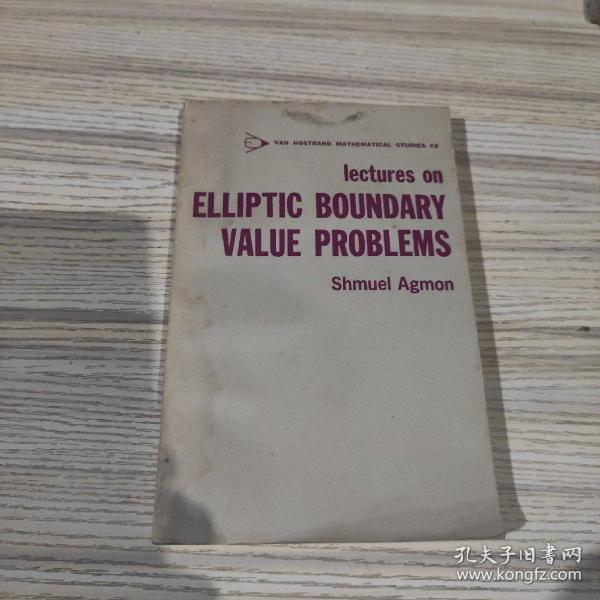 VAN NOSTRAND MATHEMATICAL STUDIES #2
lectures on
ELLIPTIC BOUNDARY
VALUE PROBLEMS
Shmuel Agmon
孔夫子旧书网
www.kongfz.com